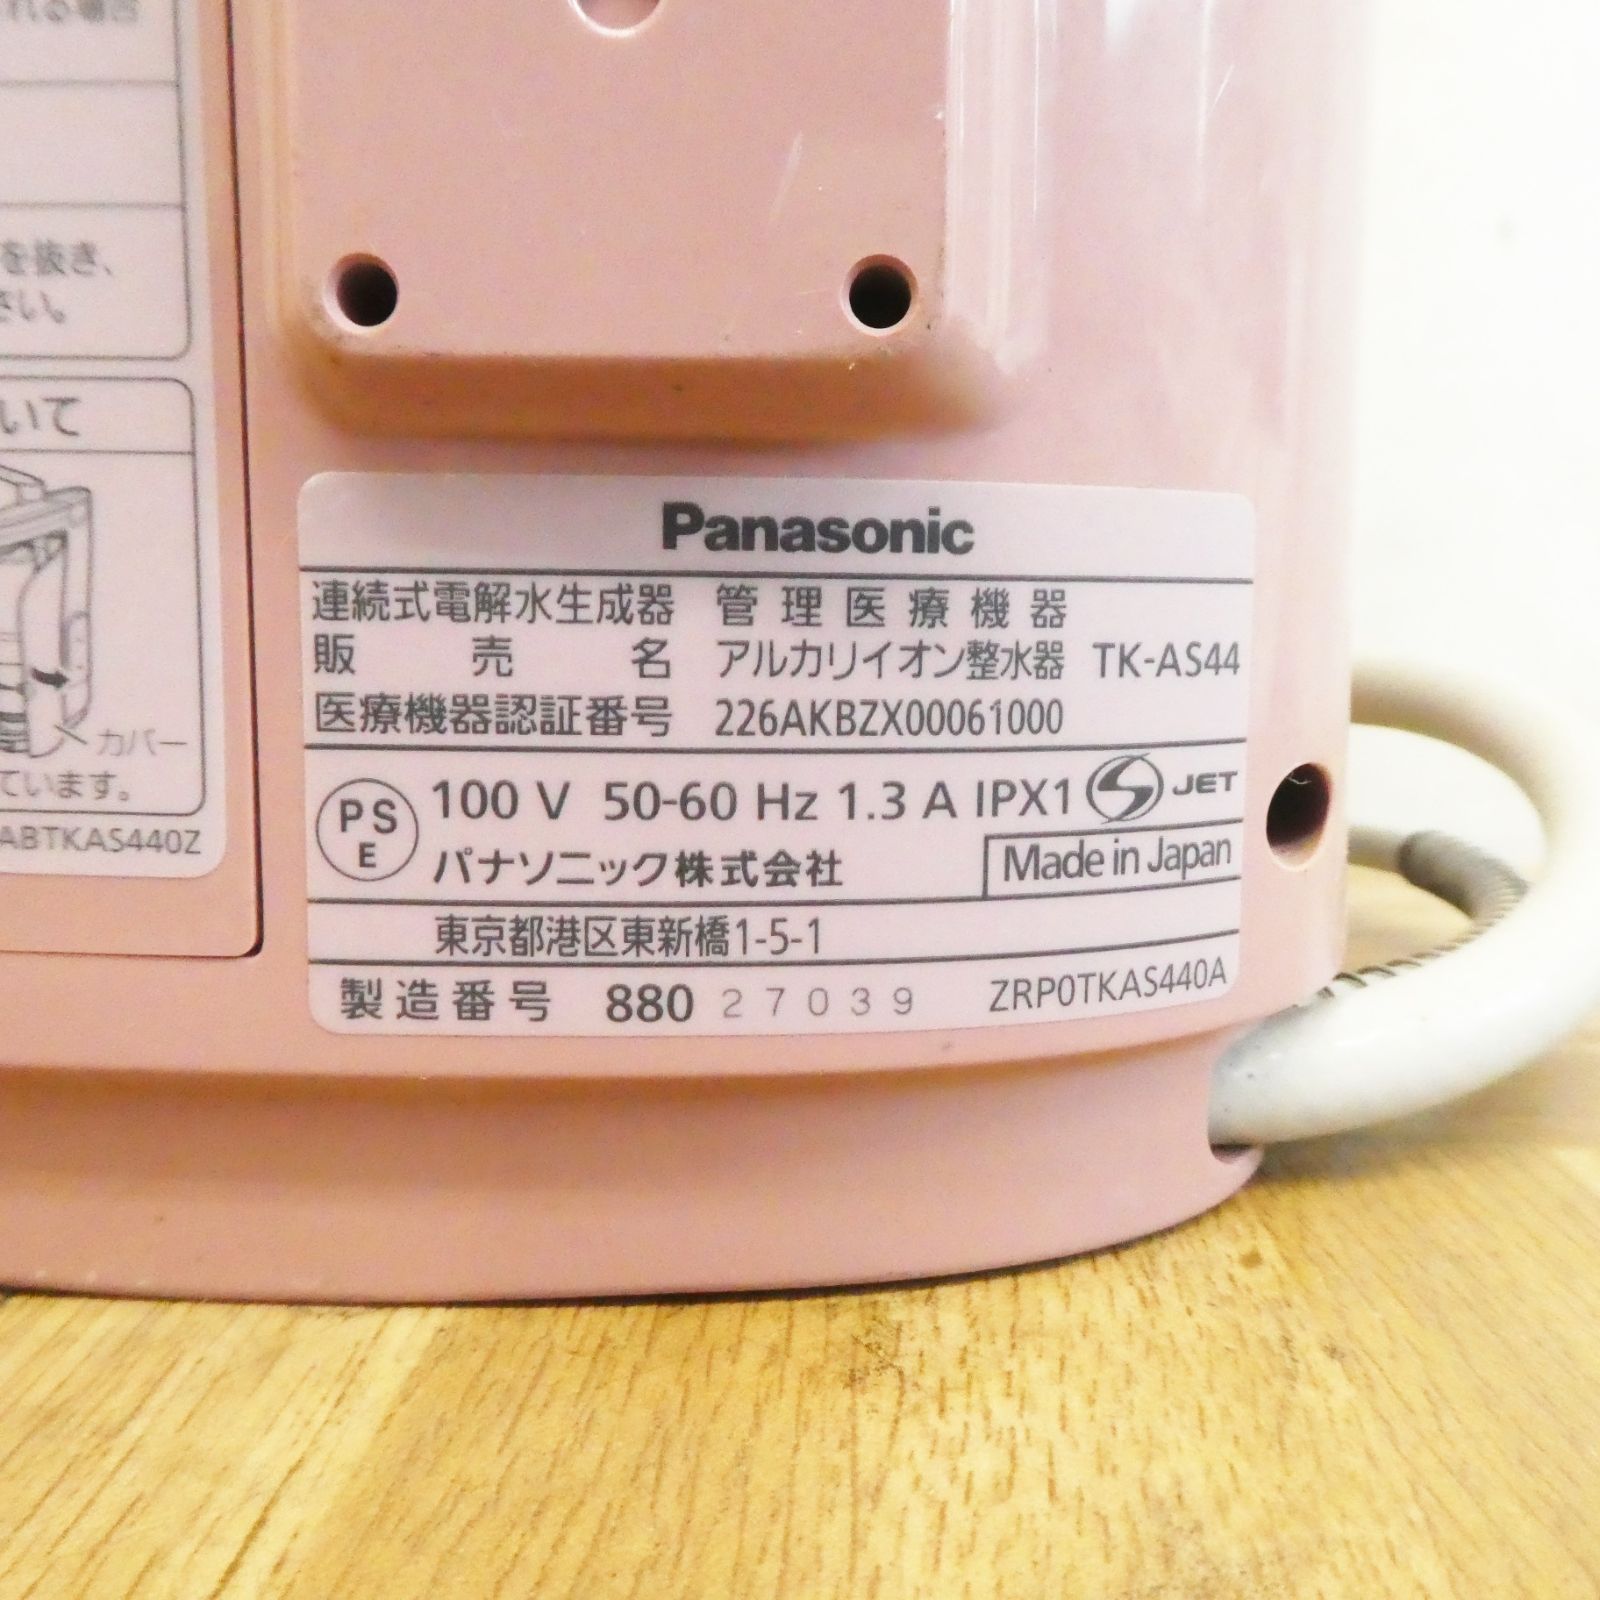 を抜き、
さい。
いて
カバー
ています。
ABTKAS440Z
Panasonic
連続式電解水生成器 管理医療機器
販売名 アルカリイオン整水器 TK-AS44
医療機器認証番号 226AKBZX00061000
PSE 100 V 50-60 Hz 1.3 A IPX1 JET
パナソニック株式会社 Made in Japan
東京都港区東新橋1-5-1
製造番号 880 27039 ZRP0TKAS440A